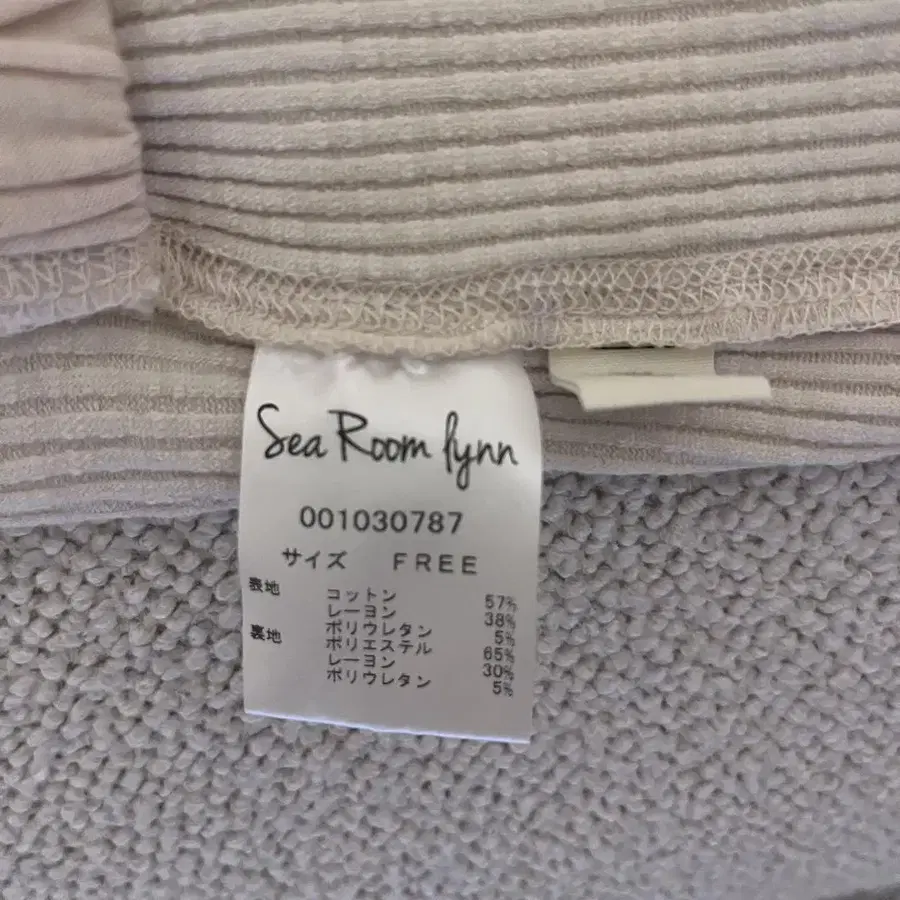 Sea Room lynn
001030787
サイズ FREE
表地 コットン 57%
レーヨン 38%
ポリウレタン 5%
裏地 ポリエステル 65%
レーヨン 30%
ポリウレタン 5%